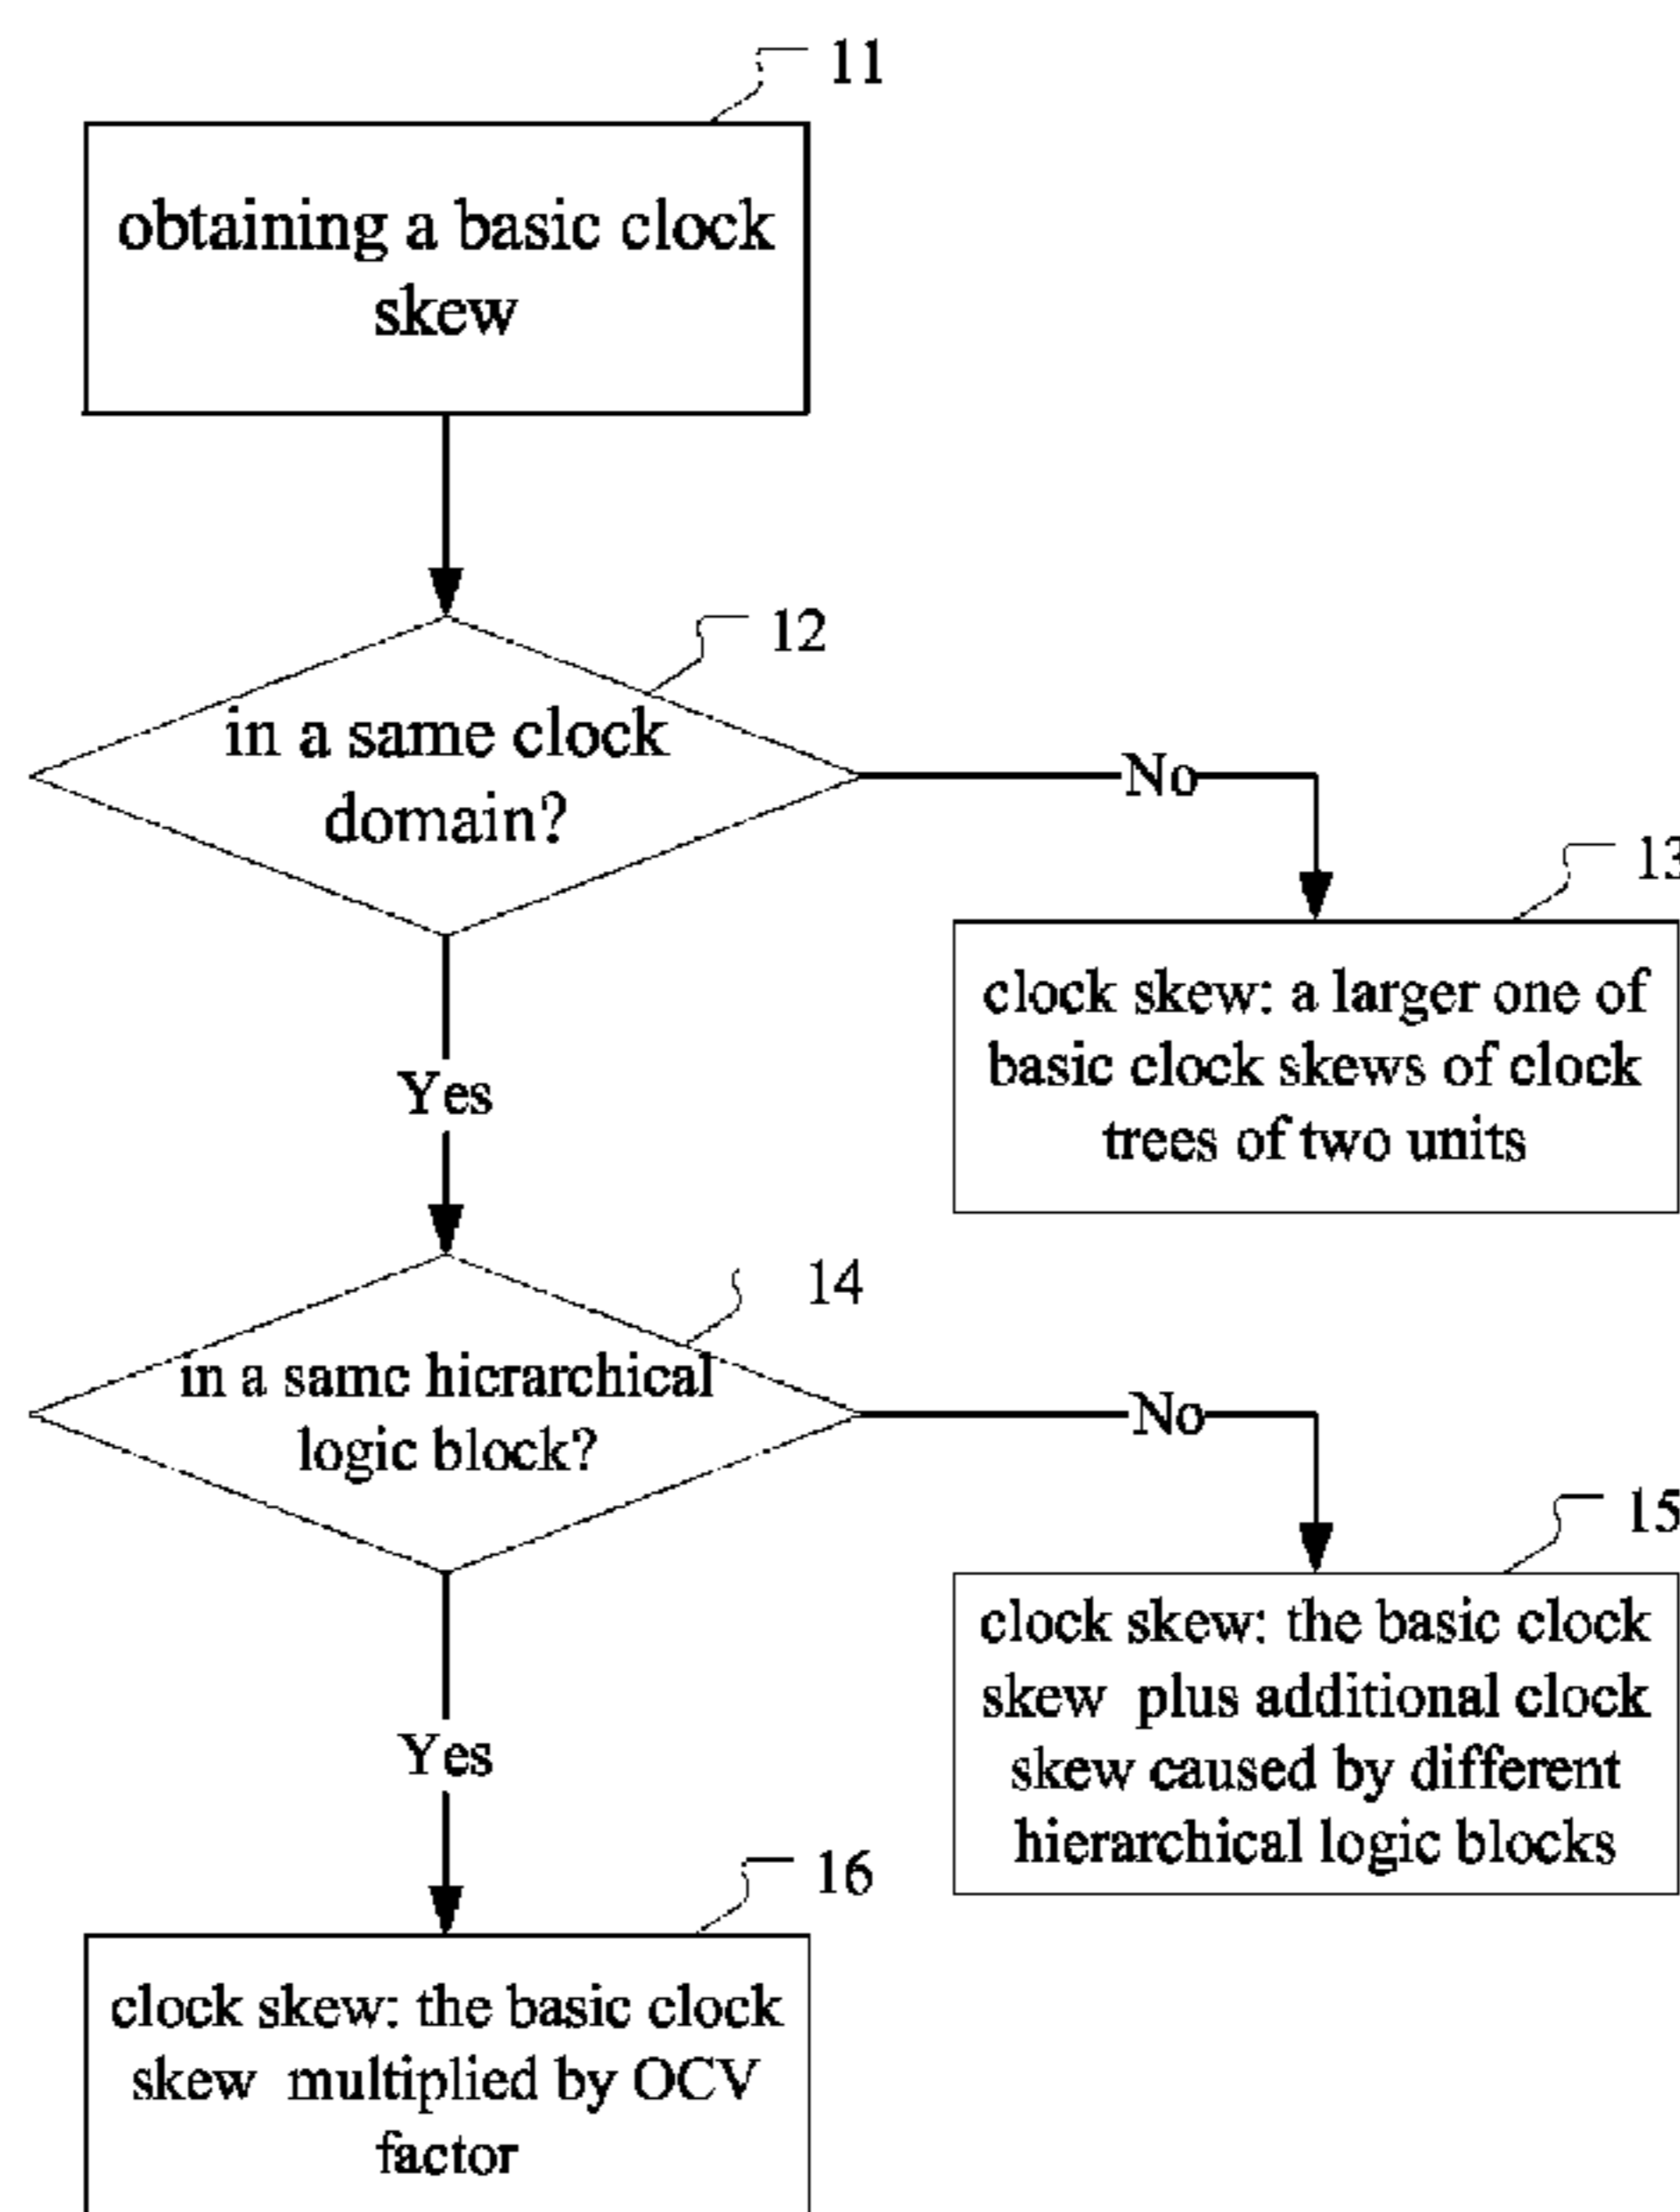 11
obtaining a basic clock
skew
12
in a same clock
domain?
No
13
clock skew: a larger one of
basic clock skews of clock
trees of two units
Yes
14
in a same hierarchical
logic block?
No
15
clock skew: the basic clock
skew plus additional clock
skew caused by different
hierarchical logic blocks
Yes
16
clock skew: the basic clock
skew multiplied by OCV
factor